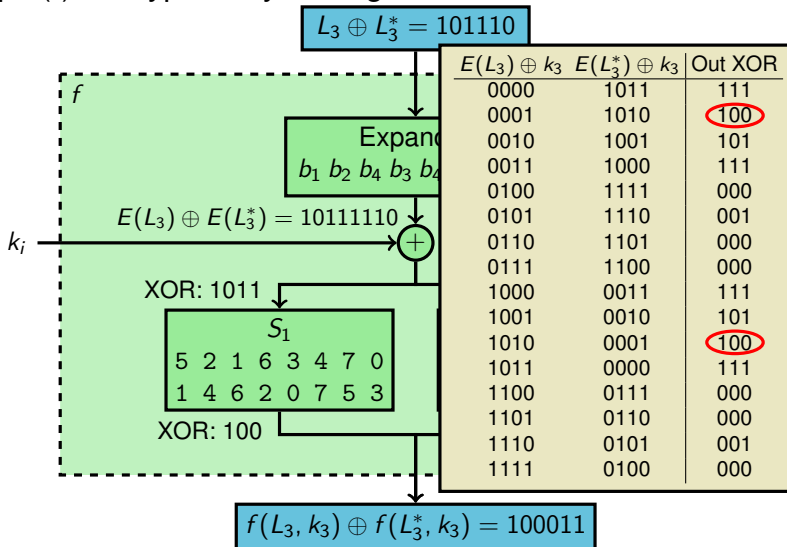 L₃ ⊕ L₃* = 101110
E(L₃) ⊕ k₃ E(L₃*) ⊕ k₃ Out XOR
0000 1011 111
0001 1010 100
0010 1001 101
0011 1000 111
0100 1111 000
0101 1110 001
0110 1101 000
0111 1100 000
1000 0011 111
1001 0010 101
1010 0001 100
1011 0000 111
1100 0111 000
1101 0110 000
1110 0101 001
1111 0100 000
f
Expan
b₁ b₂ b₄ b₃ b₄
E(L₃) ⊕ E(L₃*) = 10111110
kᵢ
+
XOR: 1011
S₁
5 2 1 6 3 4 7 0
1 4 6 2 0 7 5 3
XOR: 100
f(L₃, k₃) ⊕ f(L₃*, k₃) = 100011